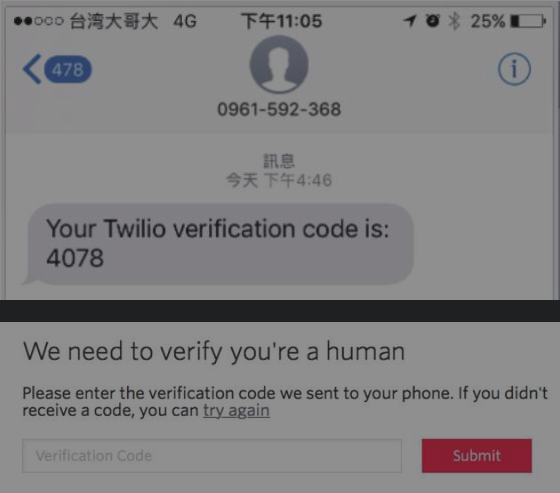 台湾大哥大 4G 下午11:05 25%
478
0961-592-368
訊息
今天 下午4:46
Your Twilio verification code is:
4078
We need to verify you're a human
Please enter the verification code we sent to your phone. If you didn't
receive a code, you can try again
Verification Code Submit